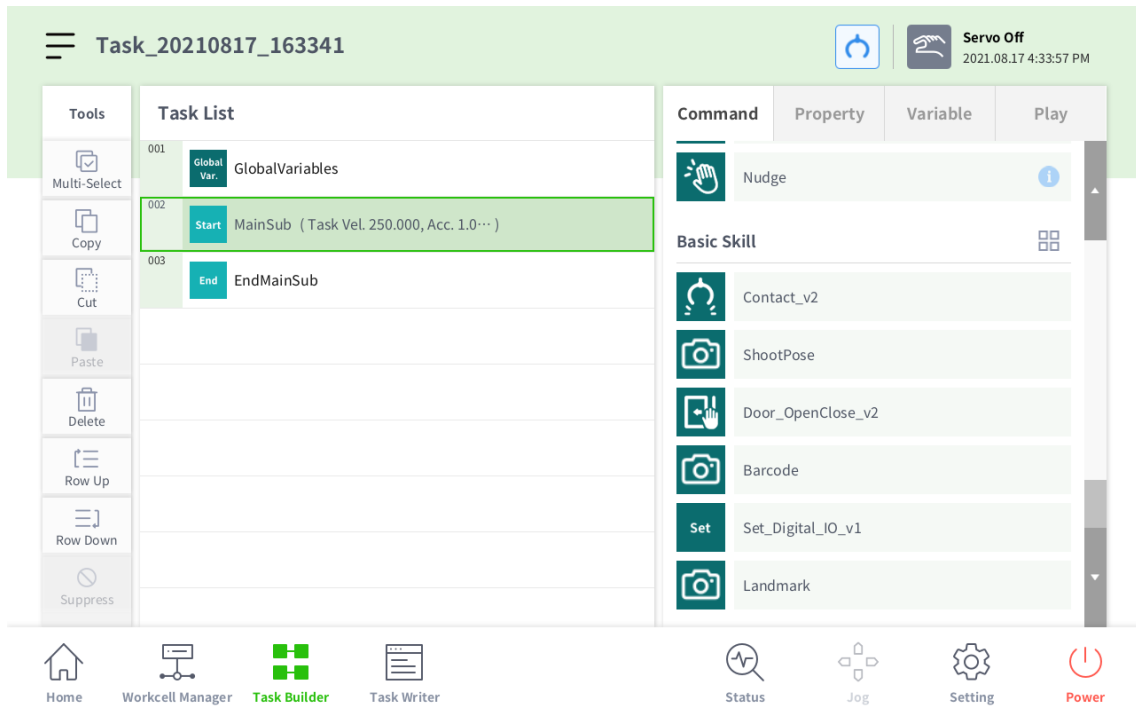 Task_20210817_163341
Servo Off
2021.08.17 4:33:57 PM
Tools
Multi-Select
Copy
Cut
Paste
Delete
Row Up
Row Down
Suppress
Task List
001
Global Var.
GlobalVariables
002
Start
MainSub ( Task Vel. 250.000, Acc. 1.0⋯ )
003
End
EndMainSub
Command
Property
Variable
Play
Nudge
i
Basic Skill
Contact_v2
ShootPose
Door_OpenClose_v2
Barcode
Set
Set_Digital_IO_v1
Landmark
Home
Workcell Manager
Task Builder
Task Writer
Status
Jog
Setting
Power